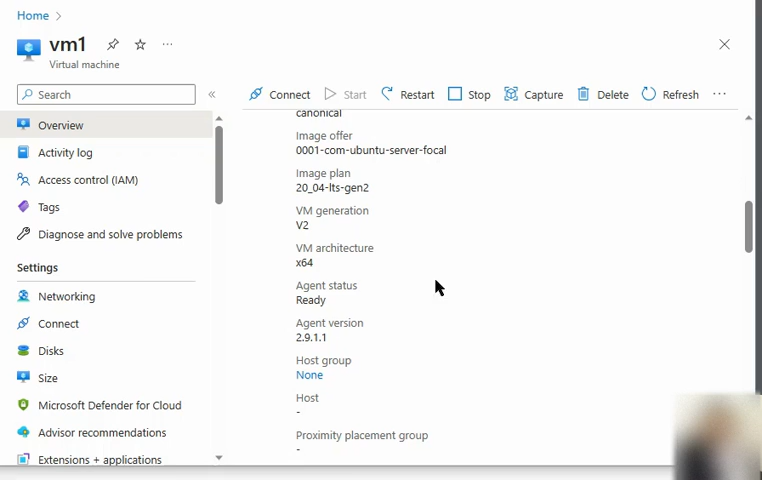 Home
vm1
Virtual machine
Search
Connect
Start
Restart
Stop
Capture
Delete
Refresh
Overview
Activity log
Access control (IAM)
Tags
Diagnose and solve problems
Settings
Networking
Connect
Disks
Size
Microsoft Defender for Cloud
Advisor recommendations
Extensions + applications
canonical
Image offer
0001-com-ubuntu-server-focal
Image plan
20_04-lts-gen2
VM generation
V2
VM architecture
x64
Agent status
Ready
Agent version
2.9.1.1
Host group
None
Host
-
Proximity placement group
-